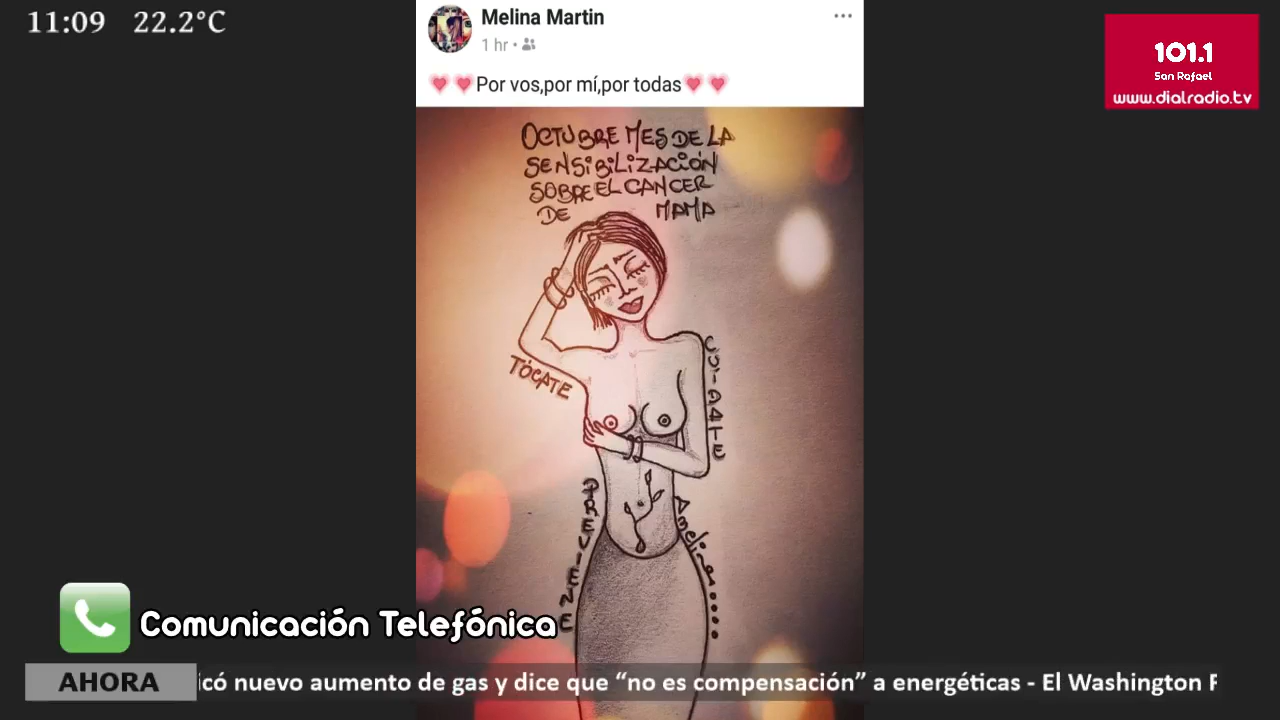 11:09 22.2°C
Melina Martin
1 hr
Por vos,por mí,por todas
101.1
San Rafael
www.dialradio.tv
OCTUBRE MES DE LA
SENSIBILIZACIÓN
SOBRE EL CANCER
DE MAMA
TÓCATE
CUIDATE
PREVIENE
Amelina........
Comunicación Telefónica
AHORA
icó nuevo aumento de gas y dice que “no es compensación” a energéticas - El Washington P